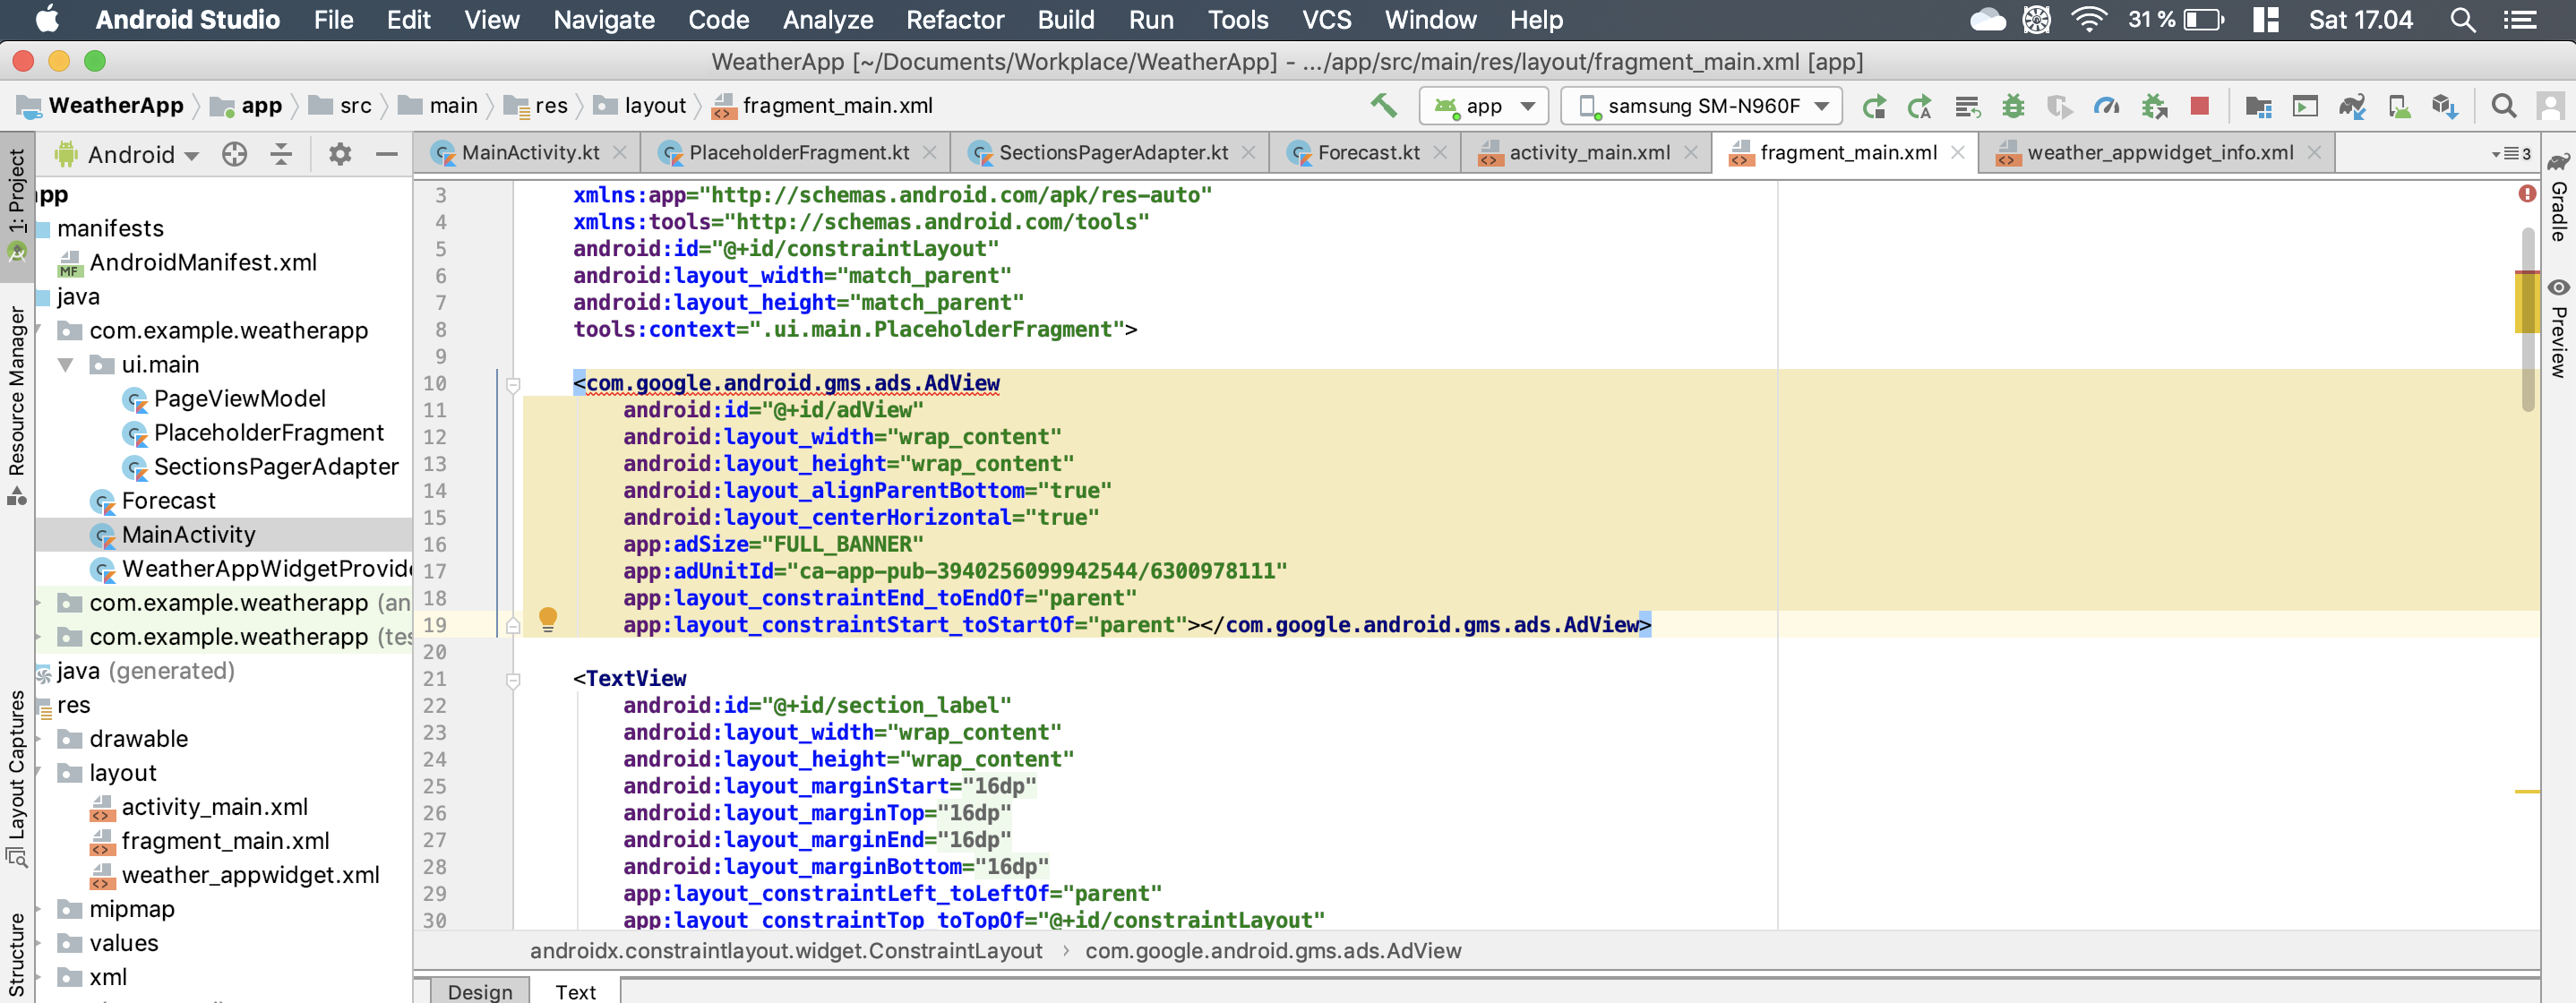 Android Studio File Edit View Navigate Code Analyze Refactor Build Run Tools VCS Window Help 31 % Sat 17.04
WeatherApp [~/Documents/Workplace/WeatherApp] - .../app/src/main/res/layout/fragment_main.xml [app]
WeatherApp app src main res layout fragment_main.xml app samsung SM-N960F
Android MainActivity.kt PlaceholderFragment.kt SectionsPagerAdapter.kt Forecast.kt activity_main.xml fragment_main.xml weather_appwidget_info.xml 3
1: Project
Resource Manager
Layout Captures
Structure
pp
manifests
MF AndroidManifest.xml
java
com.example.weatherapp
ui.main
PageViewModel
PlaceholderFragment
SectionsPagerAdapter
Forecast
MainActivity
WeatherAppWidgetProvide
com.example.weatherapp (an
com.example.weatherapp (tes
java (generated)
res
drawable
layout
activity_main.xml
fragment_main.xml
weather_appwidget.xml
mipmap
values
xml
3 xmlns:app="http://schemas.android.com/apk/res-auto"
4 xmlns:tools="http://schemas.android.com/tools"
5 android:id="@+id/constraintLayout"
6 android:layout_width="match_parent"
7 android:layout_height="match_parent"
8 tools:context=".ui.main.PlaceholderFragment">
9
10 <com.google.android.gms.ads.AdView
11 android:id="@+id/adView"
12 android:layout_width="wrap_content"
13 android:layout_height="wrap_content"
14 android:layout_alignParentBottom="true"
15 android:layout_centerHorizontal="true"
16 app:adSize="FULL_BANNER"
17 app:adUnitId="ca-app-pub-3940256099942544/6300978111"
18 app:layout_constraintEnd_toEndOf="parent"
19 app:layout_constraintStart_toStartOf="parent"></com.google.android.gms.ads.AdView>
20
21 <TextView
22 android:id="@+id/section_label"
23 android:layout_width="wrap_content"
24 android:layout_height="wrap_content"
25 android:layout_marginStart="16dp"
26 android:layout_marginTop="16dp"
27 android:layout_marginEnd="16dp"
28 android:layout_marginBottom="16dp"
29 app:layout_constraintLeft_toLeftOf="parent"
30 app:layout_constraintTop_toTopOf="@+id/constraintLayout"
androidx.constraintlayout.widget.ConstraintLayout › com.google.android.gms.ads.AdView
Design Text
Gradle
Preview